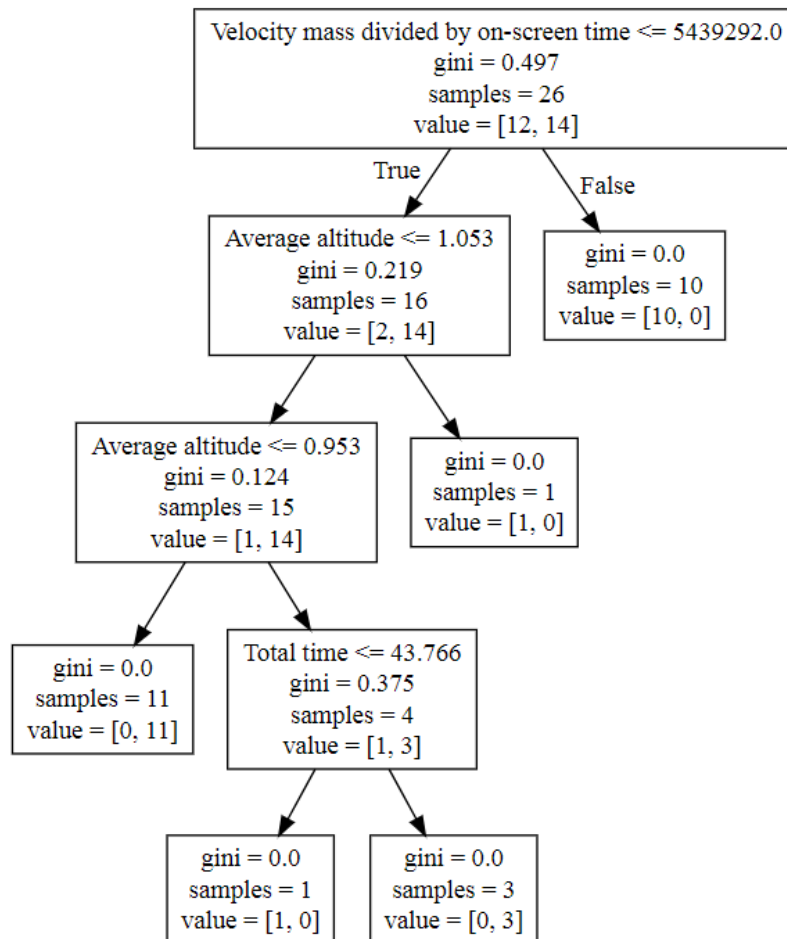 Velocity mass divided by on-screen time <= 5439292.0
gini = 0.497
samples = 26
value = [12, 14]
True
False
Average altitude <= 1.053
gini = 0.219
samples = 16
value = [2, 14]
gini = 0.0
samples = 10
value = [10, 0]
Average altitude <= 0.953
gini = 0.124
samples = 15
value = [1, 14]
gini = 0.0
samples = 1
value = [1, 0]
gini = 0.0
samples = 11
value = [0, 11]
Total time <= 43.766
gini = 0.375
samples = 4
value = [1, 3]
gini = 0.0
samples = 1
value = [1, 0]
gini = 0.0
samples = 3
value = [0, 3]